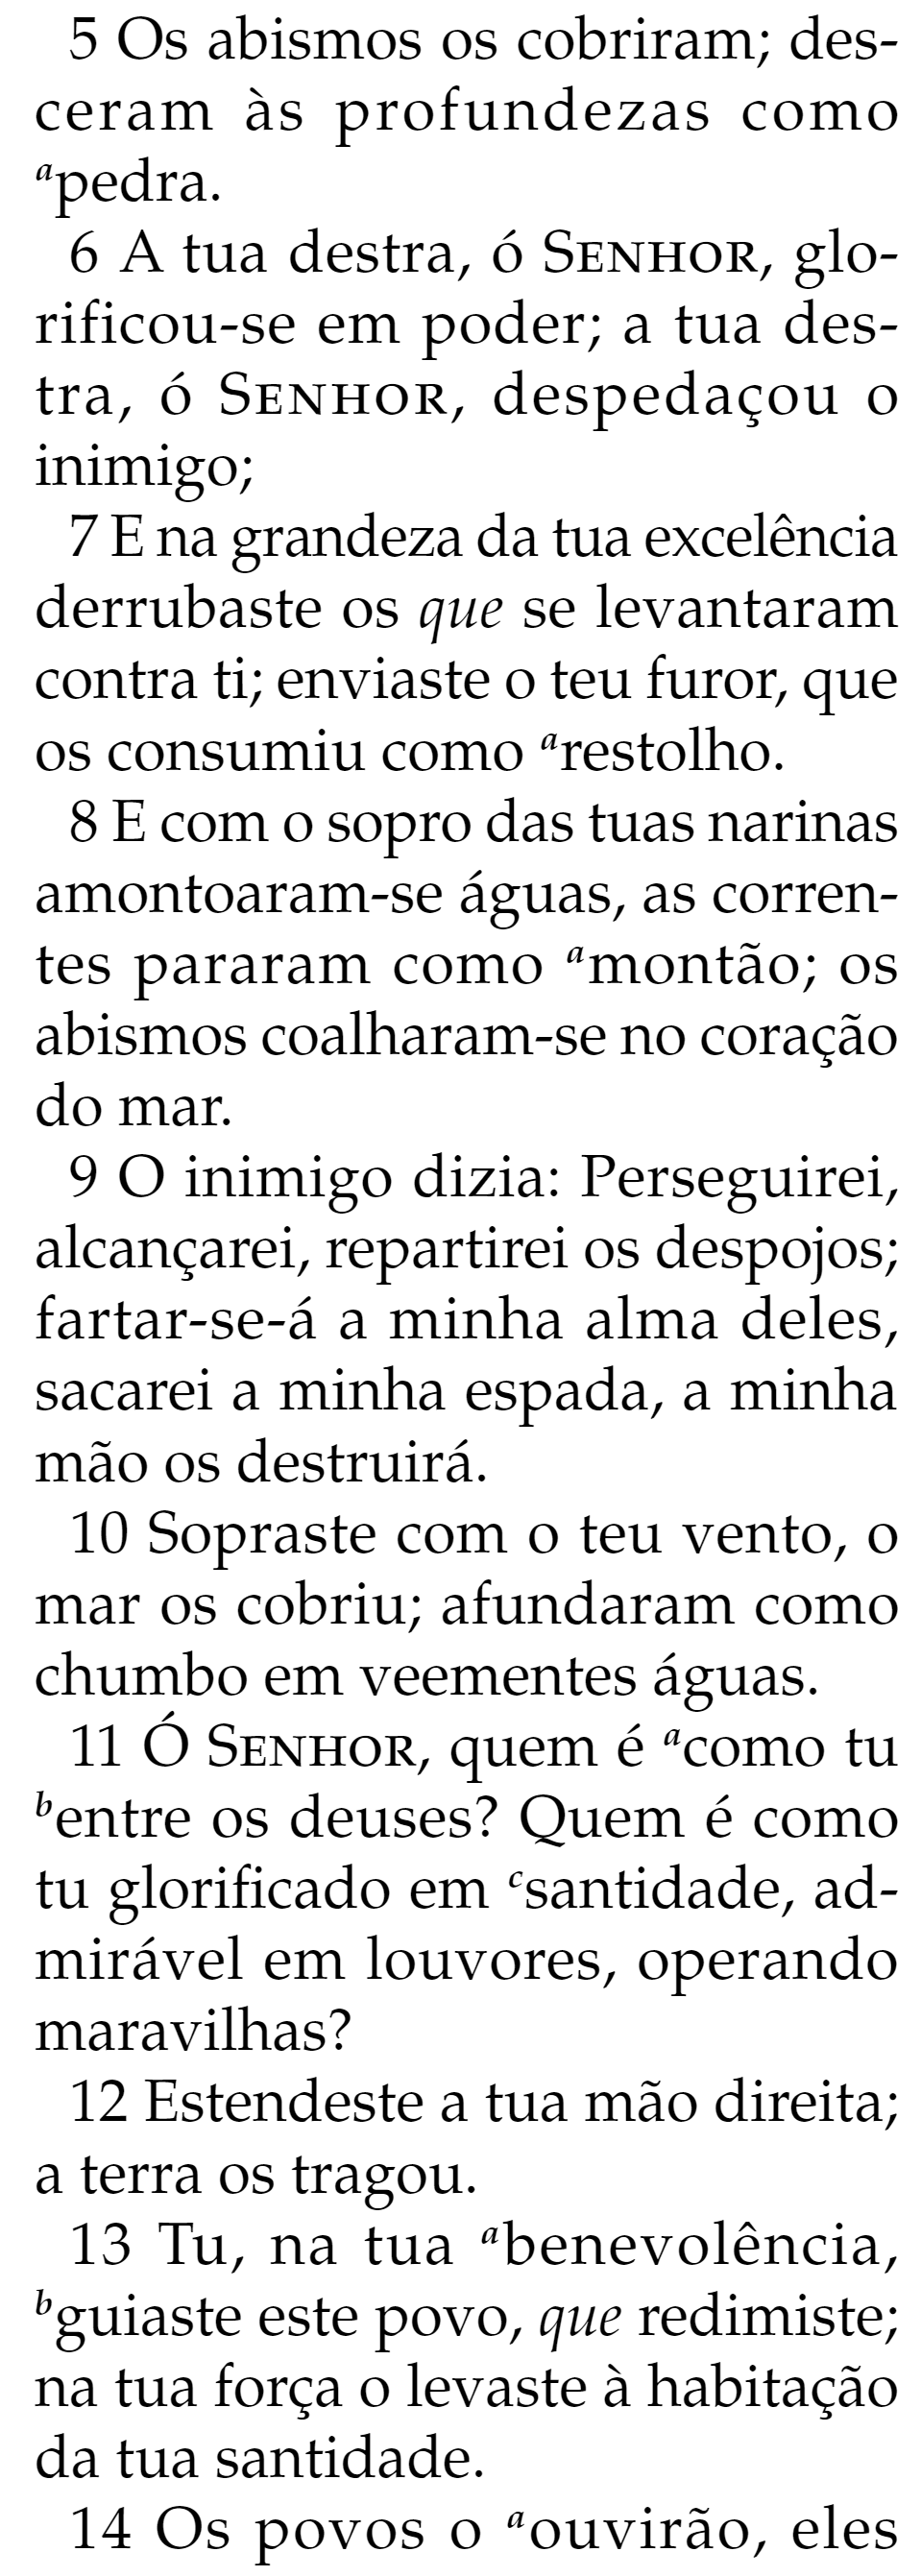 5 Os abismos os cobriram; des-
ceram às profundezas como
ᵃpedra.
6 A tua destra, ó SENHOR, glo-
rificou-se em poder; a tua des-
tra, ó SENHOR, despedaçou o
inimigo;
7 E na grandeza da tua excelência
derrubaste os que se levantaram
contra ti; enviaste o teu furor, que
os consumiu como ᵃrestolho.
8 E com o sopro das tuas narinas
amontoaram-se águas, as corren-
tes pararam como ᵃmontão; os
abismos coalharam-se no coração
do mar.
9 O inimigo dizia: Perseguirei,
alcançarei, repartirei os despojos;
fartar-se-á a minha alma deles,
sacarei a minha espada, a minha
mão os destruirá.
10 Sopraste com o teu vento, o
mar os cobriu; afundaram como
chumbo em veementes águas.
11 Ó SENHOR, quem é ᵃcomo tu
ᵇentre os deuses? Quem é como
tu glorificado em ᶜsantidade, ad-
mirável em louvores, operando
maravilhas?
12 Estendeste a tua mão direita;
a terra os tragou.
13 Tu, na tua ᵃbenevolência,
ᵇguiaste este povo, que redimiste;
na tua força o levaste à habitação
da tua santidade.
14 Os povos o ᵃouvirão, eles